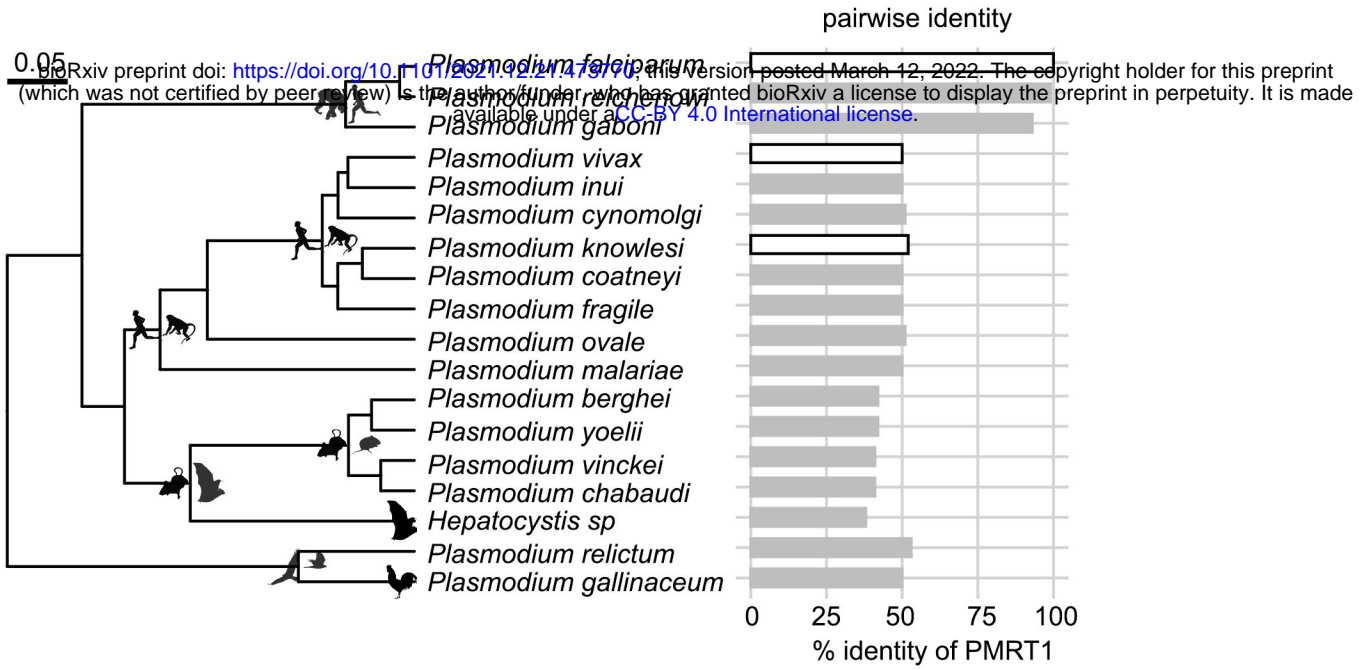 pairwise identity
0.05
Plasmodium falciparum
bioRxiv preprint doi: https://doi.org/10.1101/2021.12.21.473770; this version posted March 12, 2022. The copyright holder for this preprint
(which was not certified by peer review) is the author/funder, who has granted bioRxiv a license to display the preprint in perpetuity. It is made
available under aCC-BY 4.0 International license.
Plasmodium reichenowi
Plasmodium gaboni
Plasmodium vivax
Plasmodium inui
Plasmodium cynomolgi
Plasmodium knowlesi
Plasmodium coatneyi
Plasmodium fragile
Plasmodium ovale
Plasmodium malariae
Plasmodium berghei
Plasmodium yoelii
Plasmodium vinckei
Plasmodium chabaudi
Hepatocystis sp
Plasmodium relictum
Plasmodium gallinaceum
0 25 50 75 100
% identity of PMRT1